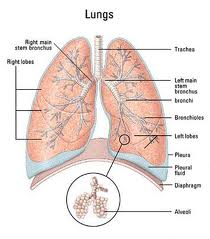 Lungs
Right main
stem bronchus
Right lobes
Trachea
Left main
stem bronchus
bronchi
Bronchioles
Left lobes
Pleura
Pleural
fluid
Diaphragm
Alveoli